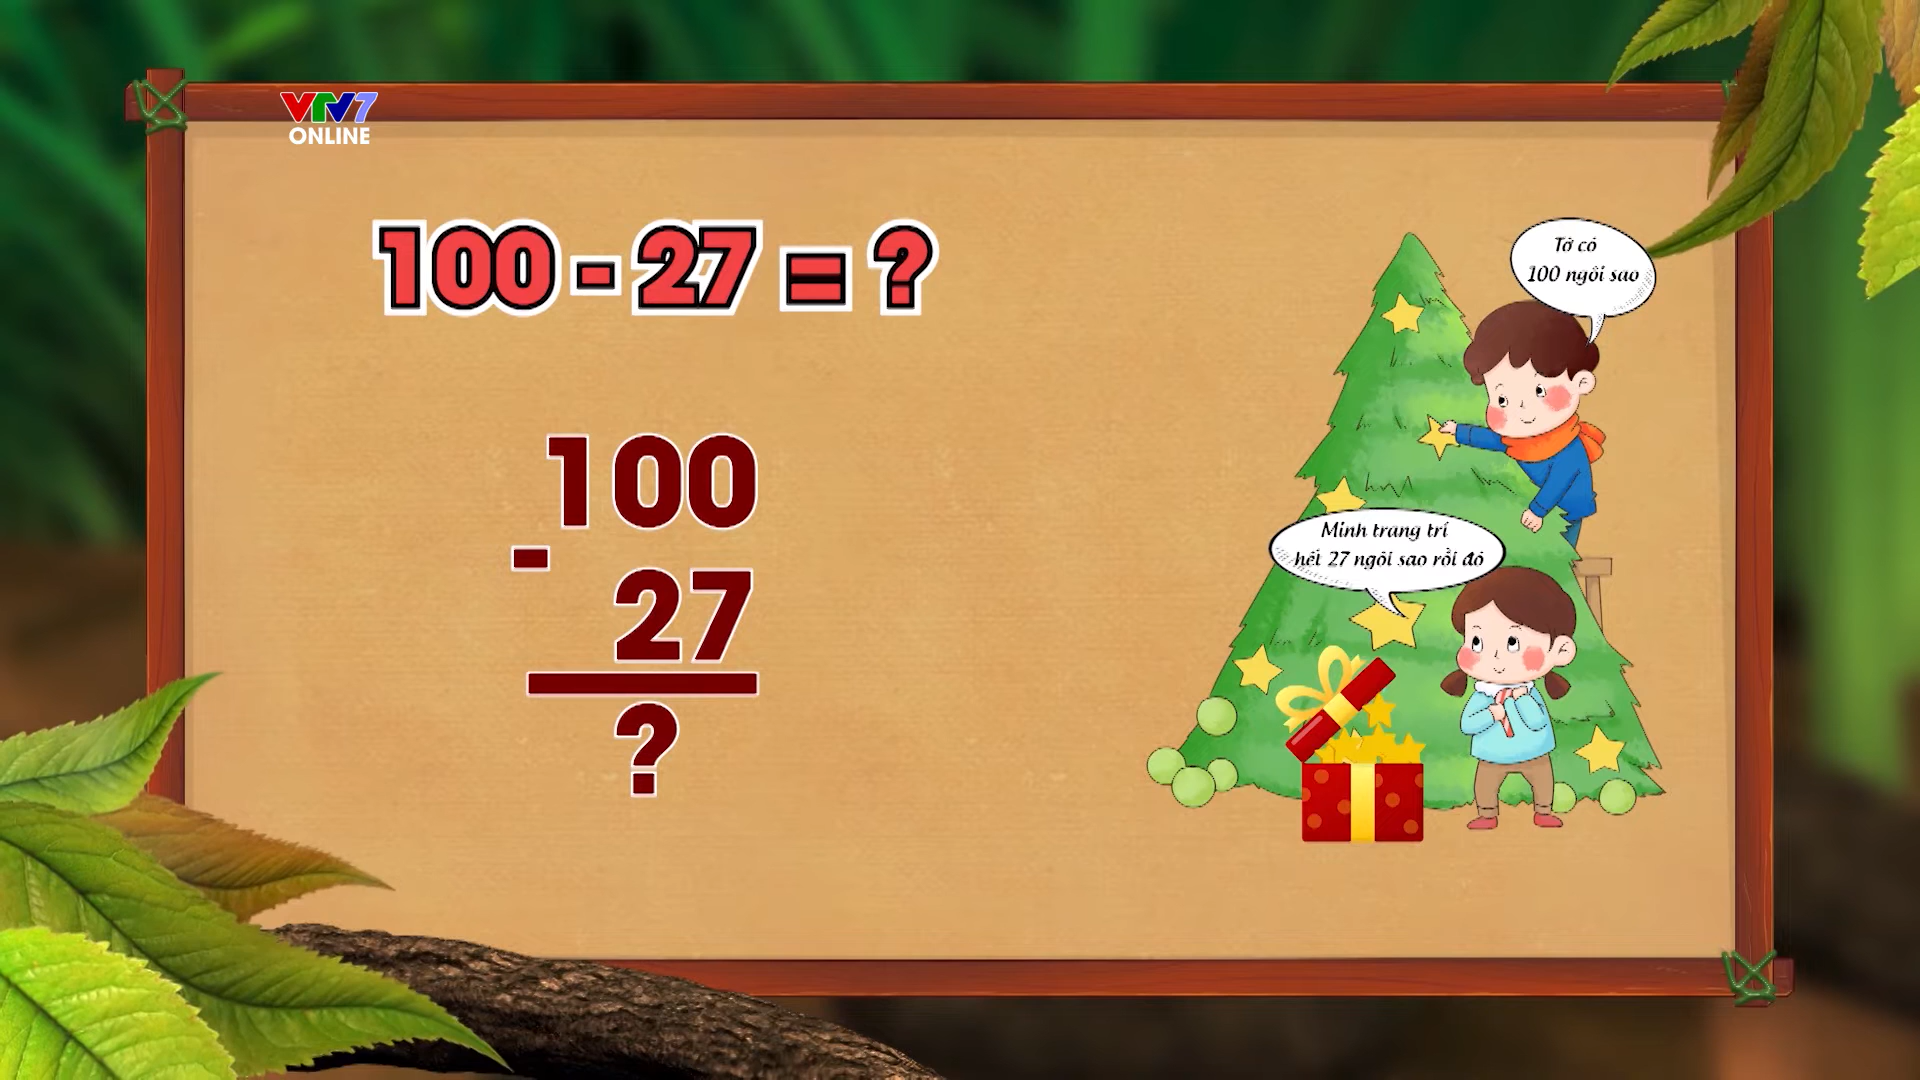 VTV7
ONLINE
100 - 27 = ?
Tớ có
100 ngôi sao
100
-
27
?
Mình trang trí
hết 27 ngôi sao rồi đó